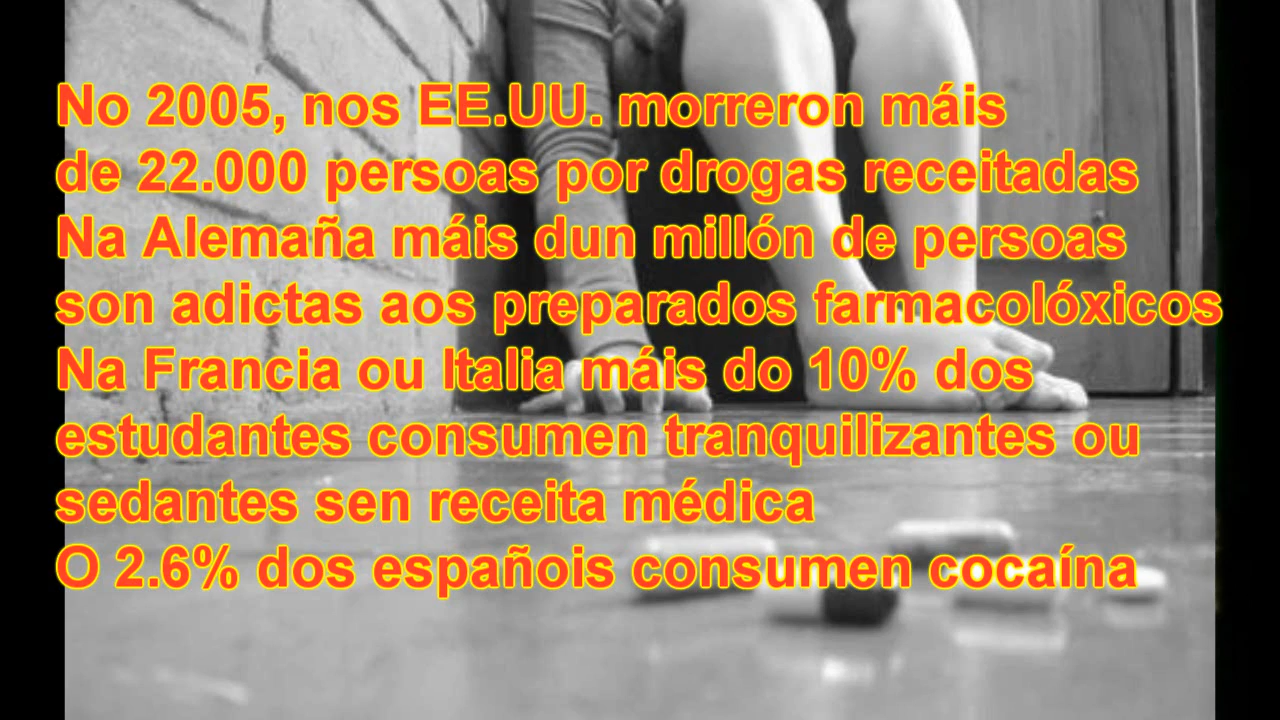 No 2005, nos EE.UU. morreron máis
de 22.000 persoas por drogas receitadas
Na Alemaña máis dun millón de persoas
son adictas aos preparados farmacolóxicos
Na Francia ou Italia máis do 10% dos
estudantes consumen tranquilizantes ou
sedantes sen receita médica
O 2.6% dos españois consumen cocaína